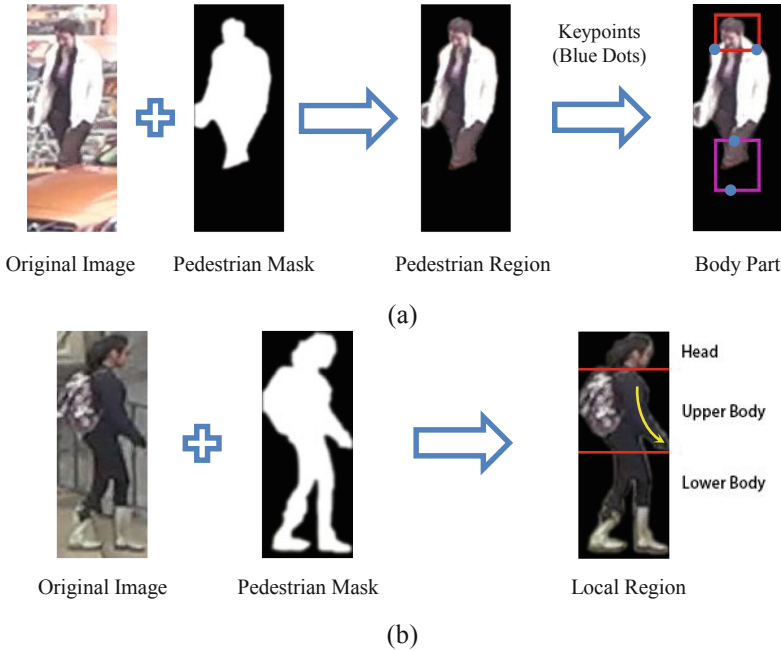 Keypoints
(Blue Dots)
Original Image
Pedestrian Mask
Pedestrian Region
Body Part
(a)
Head
Upper Body
Lower Body
Original Image
Pedestrian Mask
Local Region
(b)